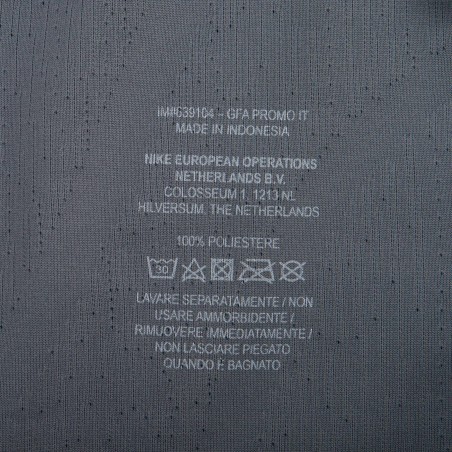 IM#639104 – GFA PROMO IT
MADE IN INDONESIA
NIKE EUROPEAN OPERATIONS
NETHERLANDS B.V.
COLOSSEUM 1, 1213 NL
HILVERSUM, THE NETHERLANDS
100% POLIESTERE
30
LAVARE SEPARATAMENTE / NON
USARE AMMORBIDENTE /
RIMUOVERE IMMEDIATAMENTE /
NON LASCIARE PIEGATO
QUANDO È BAGNATO